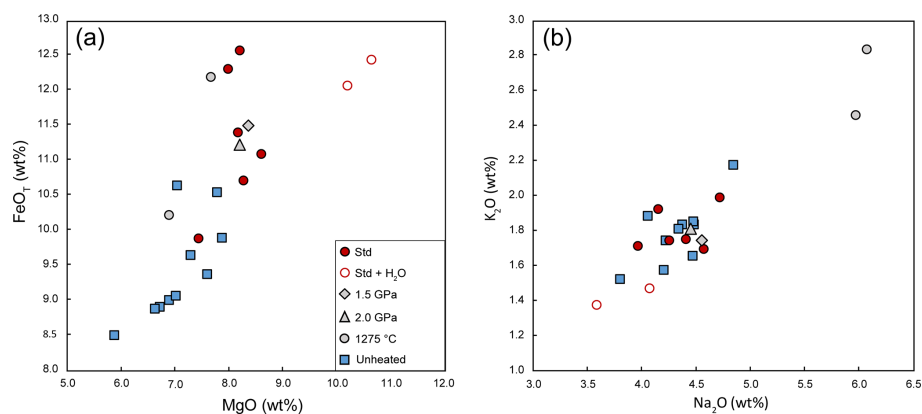 (a)
13.0
12.5
12.0
11.5
11.0
10.5
10.0
9.5
9.0
8.5
8.0
FeO_T (wt%)
5.0 6.0 7.0 8.0 9.0 10.0 11.0 12.0
MgO (wt%)
Std
Std + H₂O
1.5 GPa
2.0 GPa
1275 °C
Unheated
(b)
3.0
2.8
2.6
2.4
2.2
2.0
1.8
1.6
1.4
1.2
1.0
K₂O (wt%)
3.0 3.5 4.0 4.5 5.0 5.5 6.0 6.5
Na₂O (wt%)